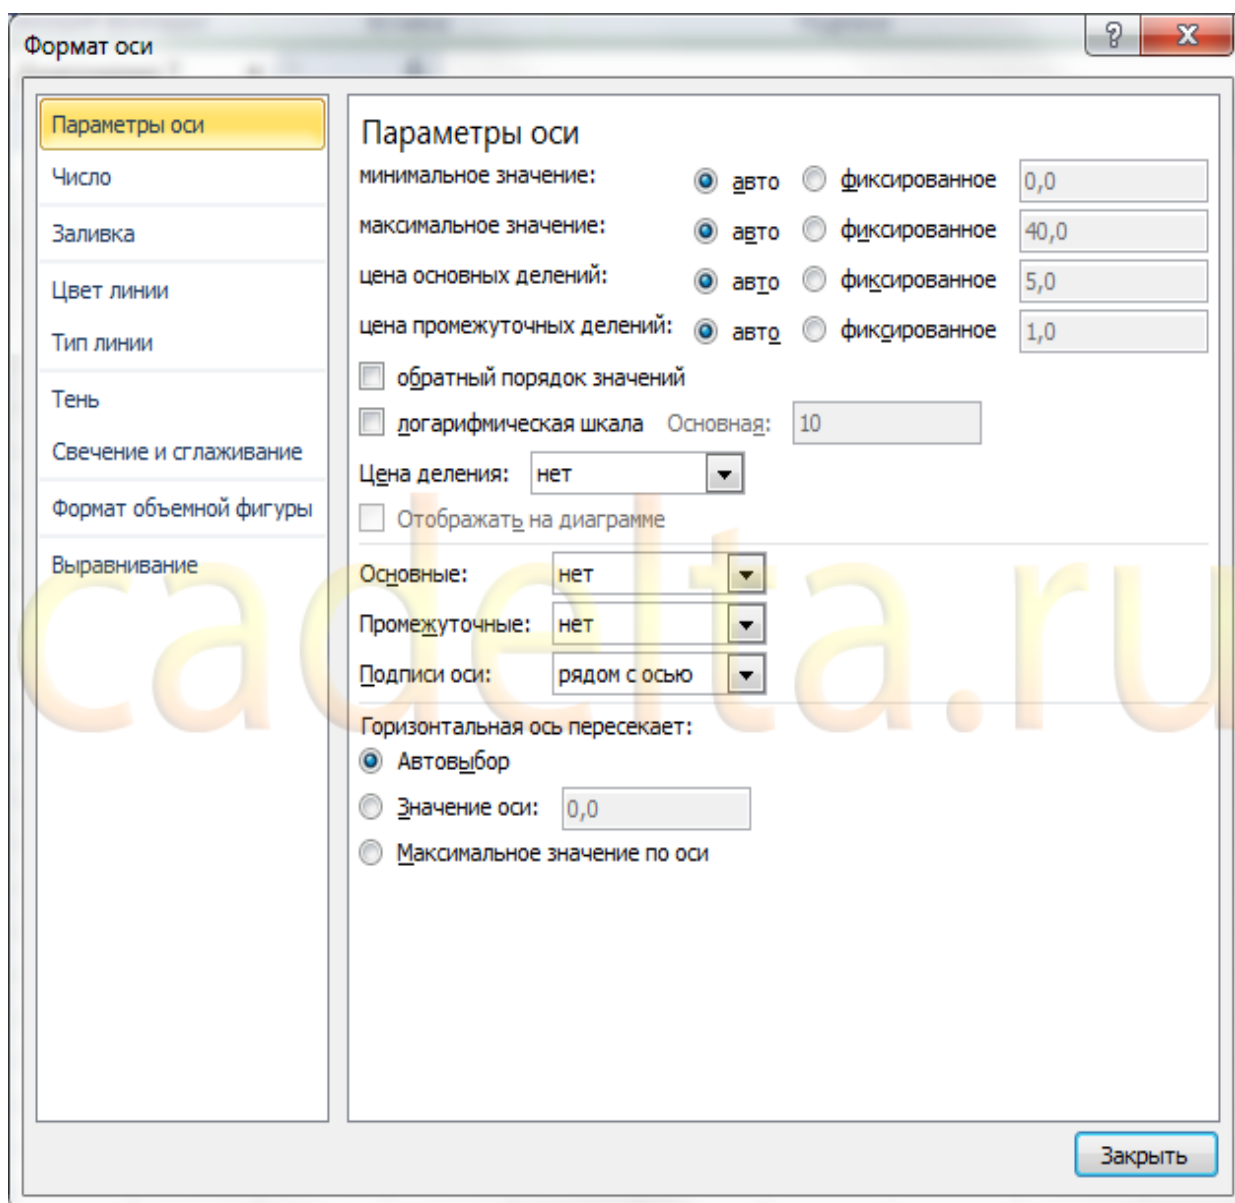 Формат оси
Параметры оси
Число
Заливка
Цвет линии
Тип линии
Тень
Свечение и сглаживание
Формат объемной фигуры
Выравнивание
Параметры оси
минимальное значение: авто фиксированное 0,0
максимальное значение: авто фиксированное 40,0
цена основных делений: авто фиксированное 5,0
цена промежуточных делений: авто фиксированное 1,0
обратный порядок значений
логарифмическая шкала Основная: 10
Цена деления: нет
Отображать на диаграмме
Основные: нет
Промежуточные: нет
Подписи оси: рядом с осью
Горизонтальная ось пересекает:
Автовыбор
Значение оси: 0,0
Максимальное значение по оси
Закрыть
cadelta.ru